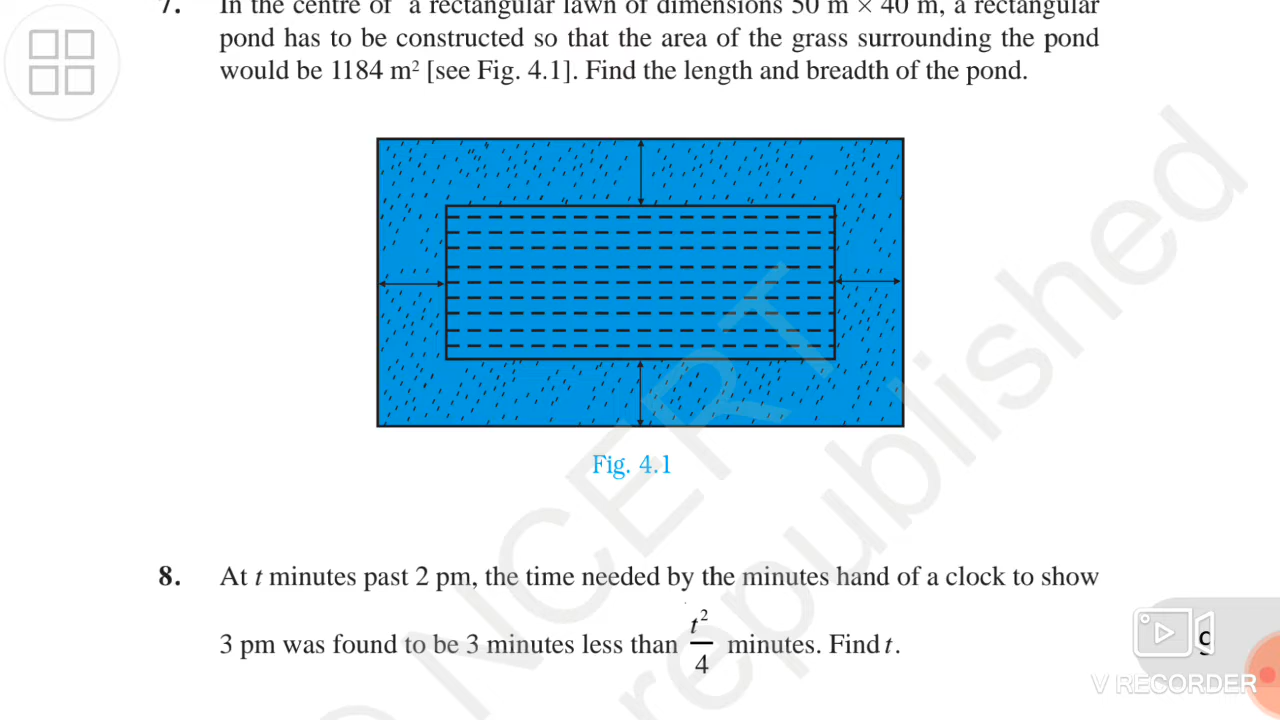 7. In the centre of a rectangular lawn of dimensions 50 m × 40 m, a rectangular
pond has to be constructed so that the area of the grass surrounding the pond
would be 1184 m² [see Fig. 4.1]. Find the length and breadth of the pond.
Fig. 4.1
8. At t minutes past 2 pm, the time needed by the minutes hand of a clock to show
3 pm was found to be 3 minutes less than t²/4 minutes. Find t.
NCERT
republished
V RECORDER